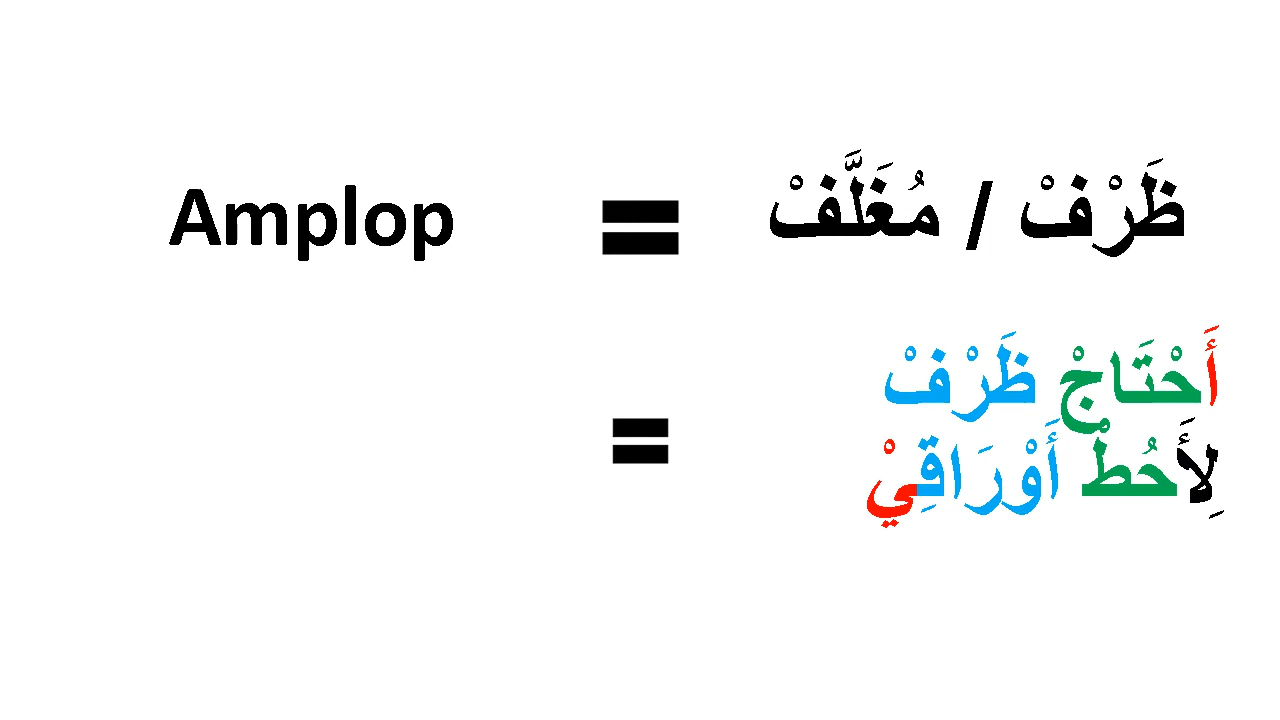 Amplop = ظَرْفْ / مُغَلَّفْ
= أَحْتَاجْ ظَرْفْ
لِأَحُطْ أَوْرَاقِيْ